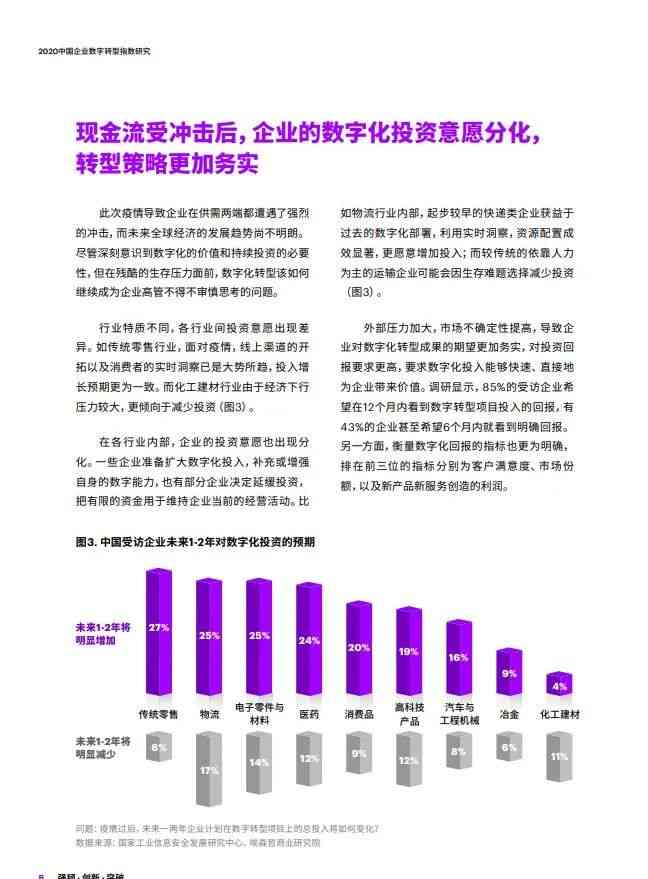 2020中国企业数字转型指数研究
现金流受冲击后，企业的数字化投资意愿分化，
转型策略更加务实
此次疫情导致企业在供需两端都遭遇了强烈
的冲击，而未来全球经济的发展趋势尚不明朗。
尽管深刻意识到数字化的价值和持续投资的必要
性，但在残酷的生存压力面前，数字化转型该如何
继续成为企业高管不得不审慎思考的问题。
行业特质不同，各行业间投资意愿出现差
异。如传统零售行业，面对疫情，线上渠道的开
拓以及消费者的实时洞察已是大势所趋，投入增
长预期更为一致。而化工建材行业由于经济下行
压力较大，更倾向于减少投资（图3）。
在各行业内部，企业的投资意愿也出现分
化。一些企业准备扩大数字化投入，补充或增强
自身的数字能力，也有部分企业决定延缓投资，
把有限的资金用于维持企业当前的经营活动。比
如物流行业内部，起步较早的快递类企业获益于
过去的数字化部署，利用实时洞察，资源配置成
效显著，更愿意增加投入；而较传统的依靠人力
为主的运输企业可能会因生存难题选择减少投资
（图3）。
外部压力加大，市场不确定性提高，导致企
业对数字化转型成果的期望更加务实，对投资回
报要求更高，要求数字化投入能够快速、直接地
为企业带来价值。调研显示，85%的受访企业希
望在12个月内看到数字转型项目投入的回报，有
43%的企业甚至希望6个月内就看到明确回报。
另一方面，衡量数字化回报的指标也更为明确，
排在前三位的指标分别为客户满意度、市场份
额，以及新产品新服务创造的利润。
图3. 中国受访企业未来1-2年对数字化投资的预期
未来1-2年将
明显增加
27% 25% 25% 24% 20% 19% 16% 9% 4%
传统零售 物流 电子零件与 医药 消费品 高科技 汽车与 冶金 化工建材
材料 产品 工程机械
未来1-2年将
明显减少
6% 17% 14% 12% 9% 12% 8% 6% 11%
问题：疫情过后，未来一两年企业计划在数字转型项目上的总投入将如何变化？
数据来源：国家工业信息安全发展研究中心、埃森哲商业研究院
强韧·创新·突破